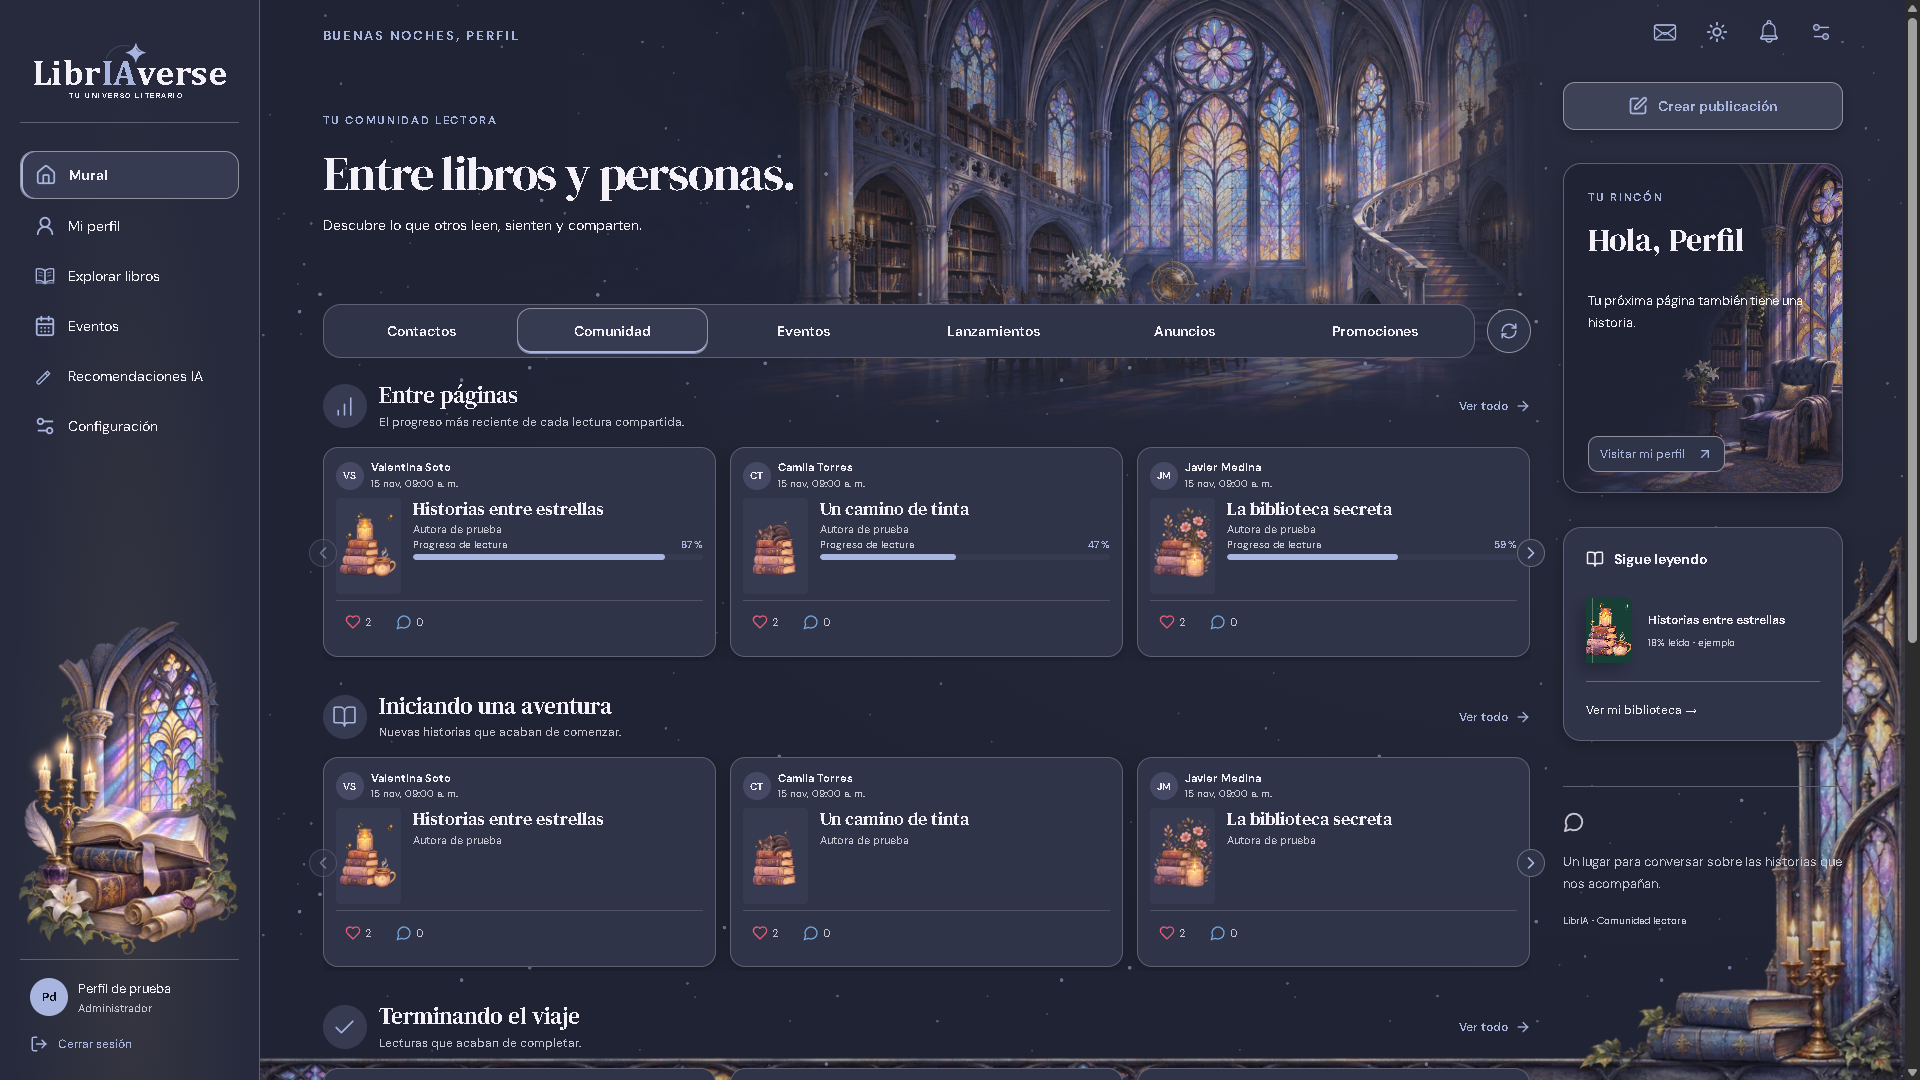 LibrIAverse
TU UNIVERSO LITERARIO
Mural
Mi perfil
Explorar libros
Eventos
Recomendaciones IA
Configuración
Pd
Perfil de prueba
Administrador
Cerrar sesión
BUENAS NOCHES, PERFIL
TU COMUNIDAD LECTORA
Entre libros y personas.
Descubre lo que otros leen, sienten y comparten.
Contactos
Comunidad
Eventos
Lanzamientos
Anuncios
Promociones
Entre páginas
El progreso más reciente de cada lectura compartida.
Ver todo
VS
Valentina Soto
15 nov, 09:00 a. m.
Historias entre estrellas
Autora de prueba
Progreso de lectura 87%
2 0
CT
Camila Torres
15 nov, 09:00 a. m.
Un camino de tinta
Autora de prueba
Progreso de lectura 47%
2 0
JM
Javier Medina
15 nov, 09:00 a. m.
La biblioteca secreta
Autora de prueba
Progreso de lectura 59%
2 0
Iniciando una aventura
Nuevas historias que acaban de comenzar.
Ver todo
VS
Valentina Soto
15 nov, 09:00 a. m.
Historias entre estrellas
Autora de prueba
2 0
CT
Camila Torres
15 nov, 09:00 a. m.
Un camino de tinta
Autora de prueba
2 0
JM
Javier Medina
15 nov, 09:00 a. m.
La biblioteca secreta
Autora de prueba
2 0
Terminando el viaje
Lecturas que acaban de completar.
Ver todo
Crear publicación
TU RINCÓN
Hola, Perfil
Tu próxima página también tiene una
historia.
Visitar mi perfil
Sigue leyendo
Historias entre estrellas
18% leído · ejemplo
Ver mi biblioteca →
Un lugar para conversar sobre las historias que
nos acompañan.
LibrIA · Comunidad lectora